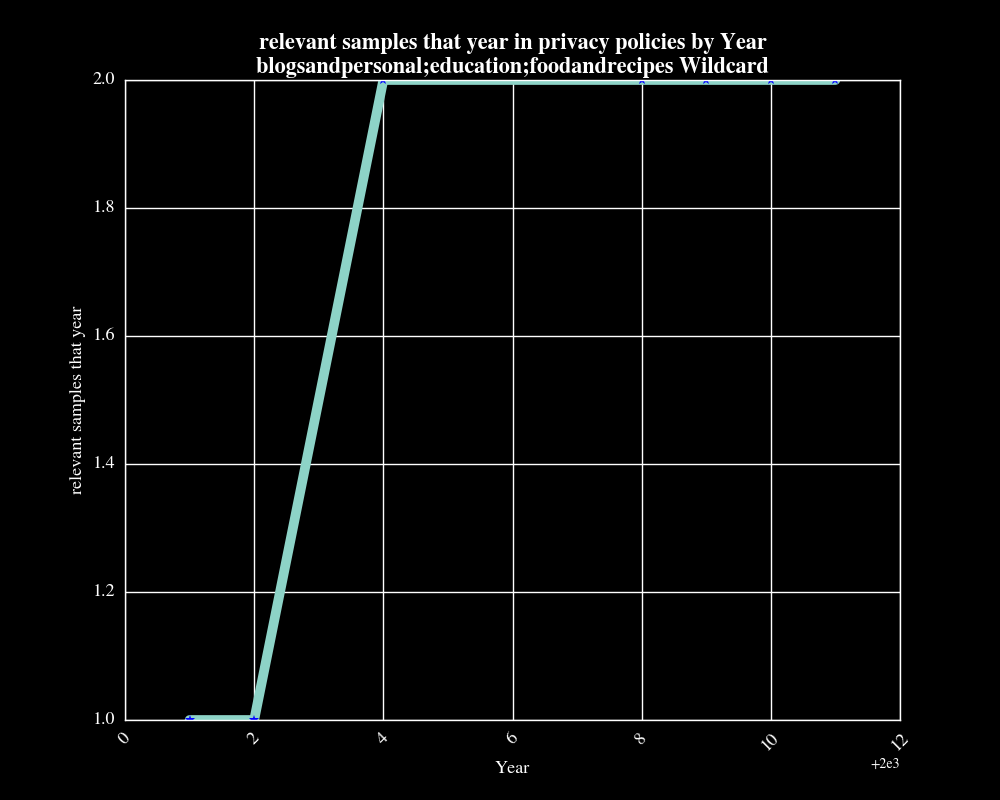 relevant samples that year in privacy policies by Year
blogsandpersonal;education;foodandrecipes Wildcard
2.0
1.8
1.6
1.4
1.2
1.0
relevant samples that year
0
2
4
6
8
10
12
Year
+2e3